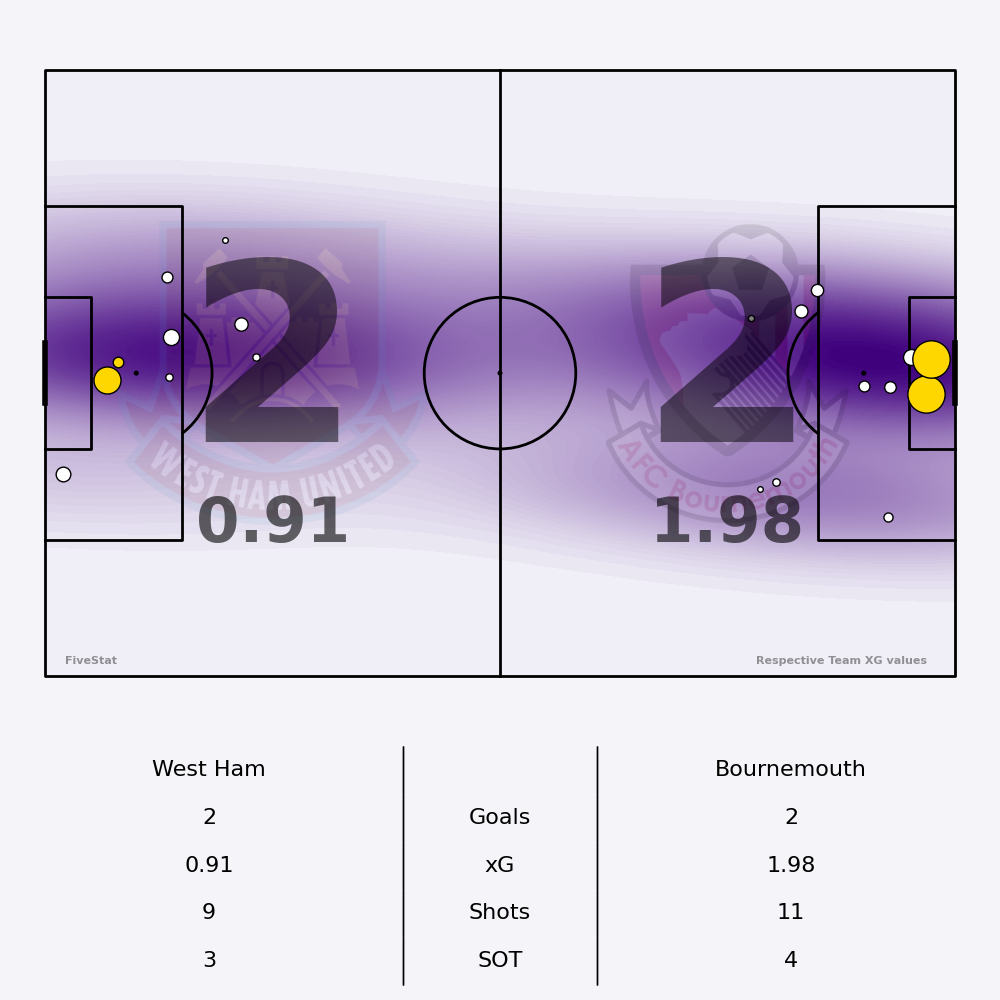 2 2
WEST HAM UNITED
AFC BOURNEMOUTH
0.91 1.98
FiveStat Respective Team XG values
West Ham Bournemouth
2 Goals 2
0.91 xG 1.98
9 Shots 11
3 SOT 4